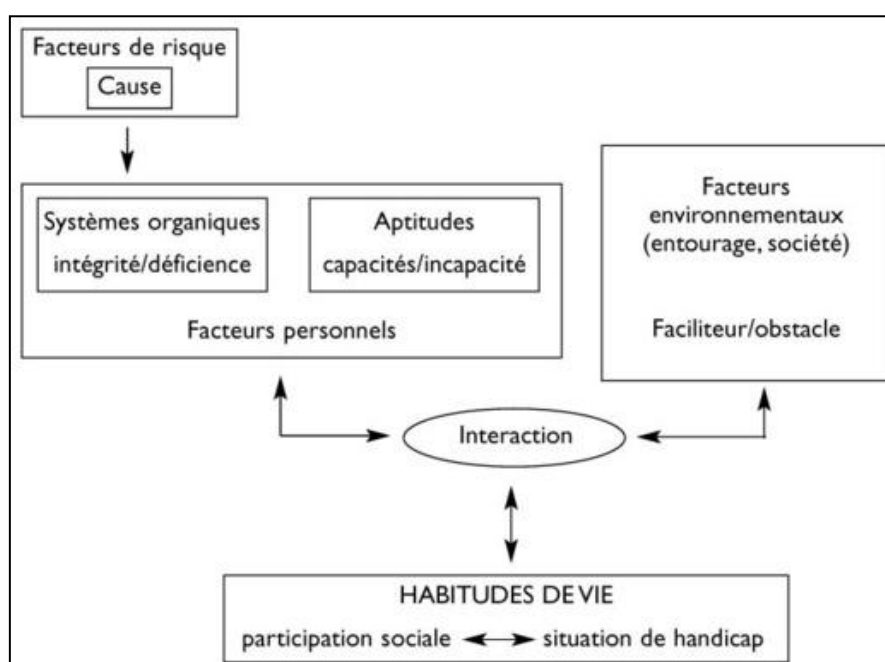 Facteurs de risque
Cause
Systèmes organiques
intégrité/déficience
Aptitudes
capacités/incapacité
Facteurs personnels
Facteurs
environnementaux
(entourage, société)
Faciliteur/obstacle
Interaction
HABITUDES DE VIE
participation sociale situation de handicap